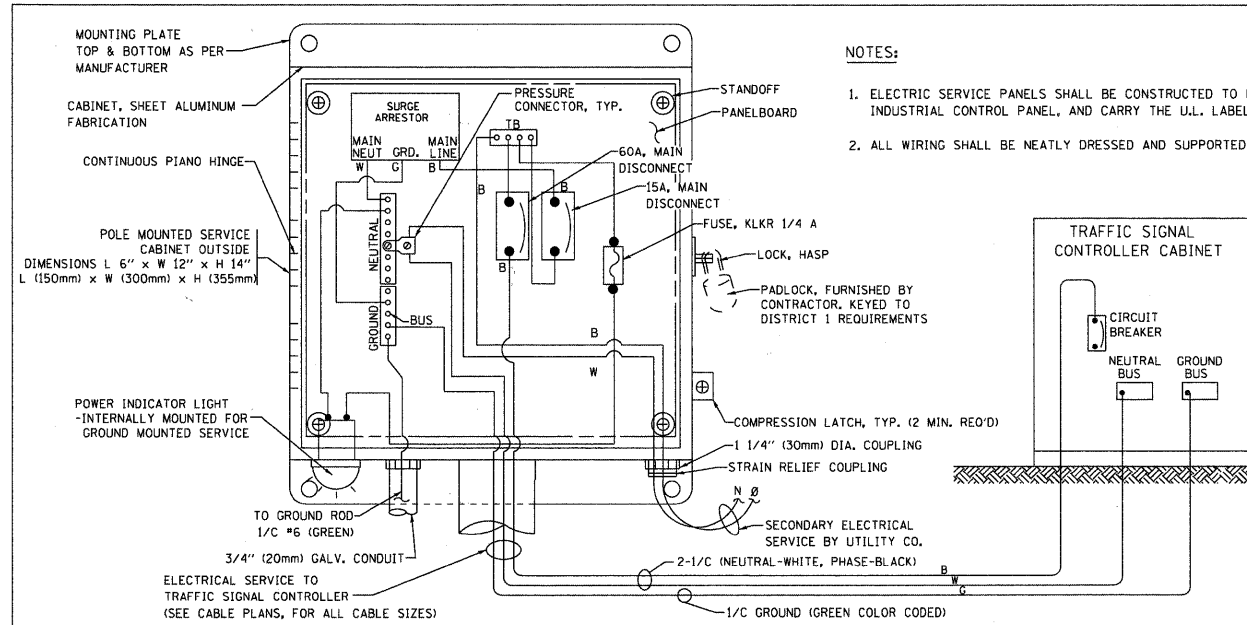 MOUNTING PLATE
TOP & BOTTOM AS PER
MANUFACTURER
CABINET, SHEET ALUMINUM
FABRICATION
CONTINUOUS PIANO HINGE
POLE MOUNTED SERVICE
CABINET OUTSIDE
DIMENSIONS L 6" x W 12" x H 14"
L (150mm) x W (300mm) x H (355mm)
POWER INDICATOR LIGHT
-INTERNALLY MOUNTED FOR
GROUND MOUNTED SERVICE
SURGE
ARRESTOR
MAIN
NEUT
GRD.
MAIN
LINE
W
G
B
PRESSURE
CONNECTOR, TYP.
TB
STANDOFF
PANELBOARD
60A, MAIN
DISCONNECT
15A, MAIN
DISCONNECT
B
B
B
FUSE, KLKR 1/4 A
NEUTRAL
GROUND
BUS
B
W
LOCK, HASP
PADLOCK, FURNISHED BY
CONTRACTOR. KEYED TO
DISTRICT 1 REQUIREMENTS
COMPRESSION LATCH, TYP. (2 MIN. REQ'D)
1 1/4" (30mm) DIA. COUPLING
STRAIN RELIEF COUPLING
N Ø
SECONDARY ELECTRICAL
SERVICE BY UTILITY CO.
TO GROUND ROD
1/C #6 (GREEN)
3/4" (20mm) GALV. CONDUIT
ELECTRICAL SERVICE TO
TRAFFIC SIGNAL CONTROLLER
(SEE CABLE PLANS, FOR ALL CABLE SIZES)
2-1/C (NEUTRAL-WHITE, PHASE-BLACK)
B
W
G
1/C GROUND (GREEN COLOR CODED)
NOTES:
1. ELECTRIC SERVICE PANELS SHALL BE CONSTRUCTED TO
INDUSTRIAL CONTROL PANEL, AND CARRY THE U.L. LABEL
2. ALL WIRING SHALL BE NEATLY DRESSED AND SUPPORTED
TRAFFIC SIGNAL
CONTROLLER CABINET
CIRCUIT
BREAKER
NEUTRAL
BUS
GROUND
BUS